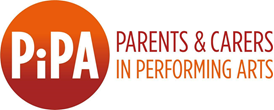 PiPA
PARENTS & CARERS
IN PERFORMING ARTS